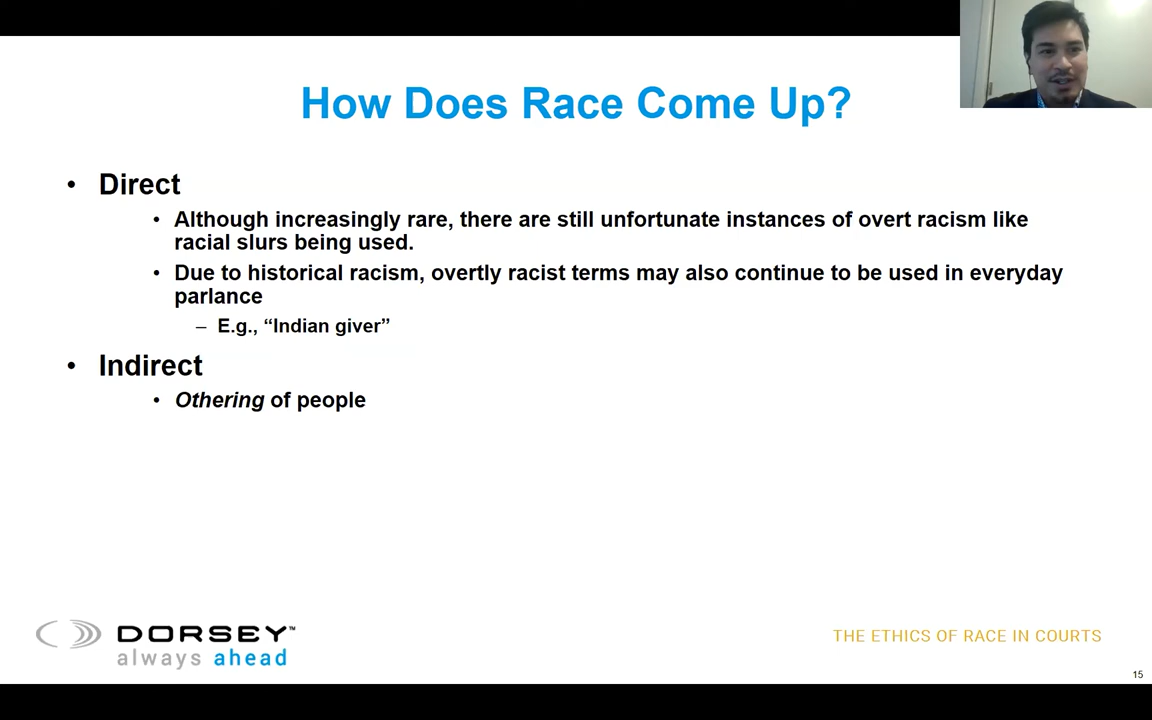 How Does Race Come Up?
• Direct
• Although increasingly rare, there are still unfortunate instances of overt racism like
racial slurs being used.
• Due to historical racism, overtly racist terms may also continue to be used in everyday
parlance
– E.g., “Indian giver”
• Indirect
• Othering of people
DORSEY™
always ahead
THE ETHICS OF RACE IN COURTS
15